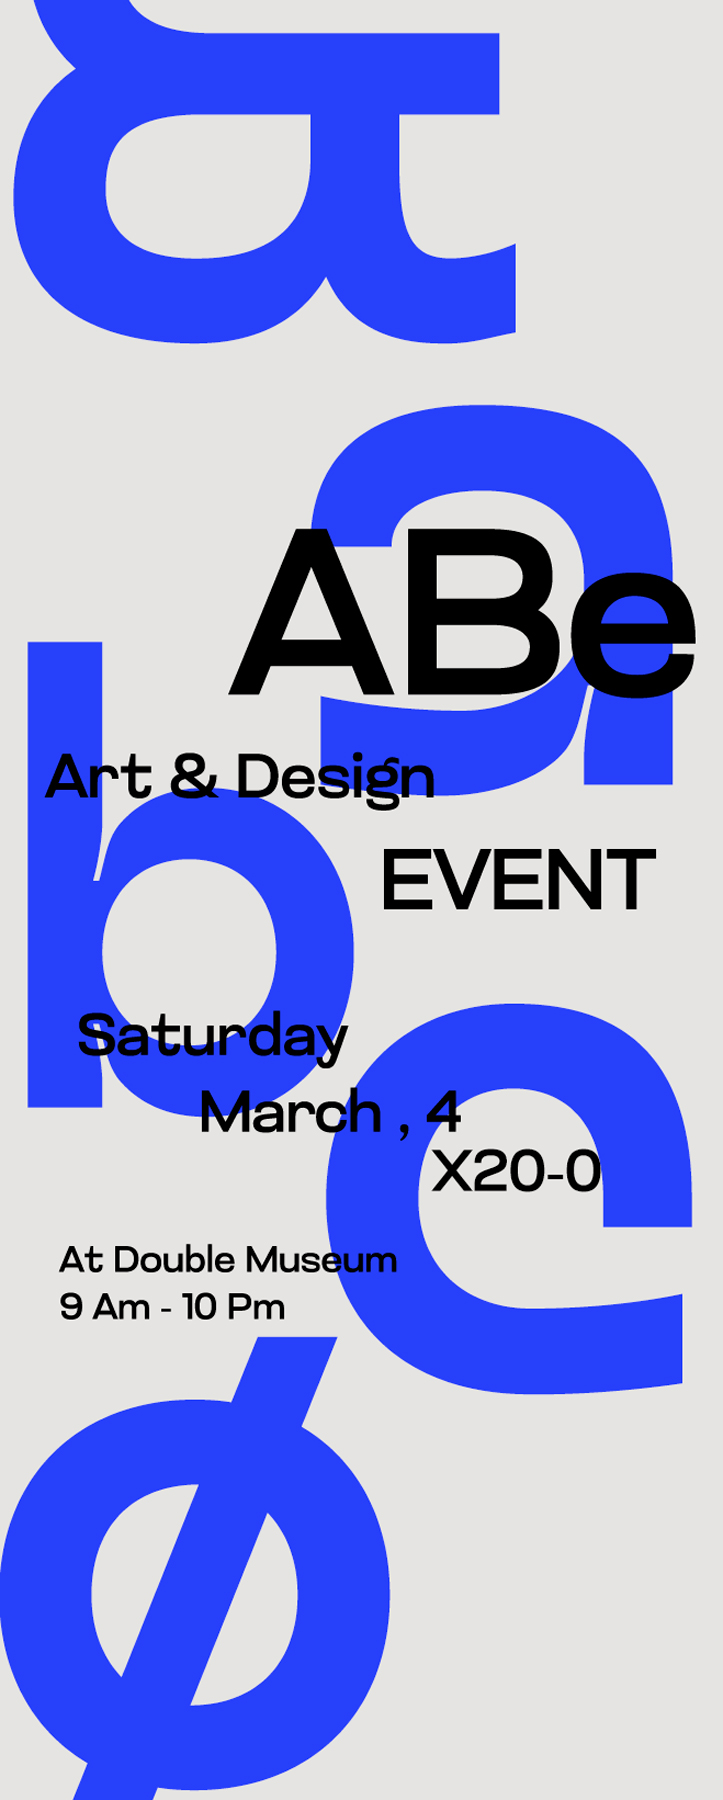 a
ABe
b
Art & Design
EVENT
c
Saturday
March , 4
X20-0
At Double Museum
9 Am - 10 Pm
ø